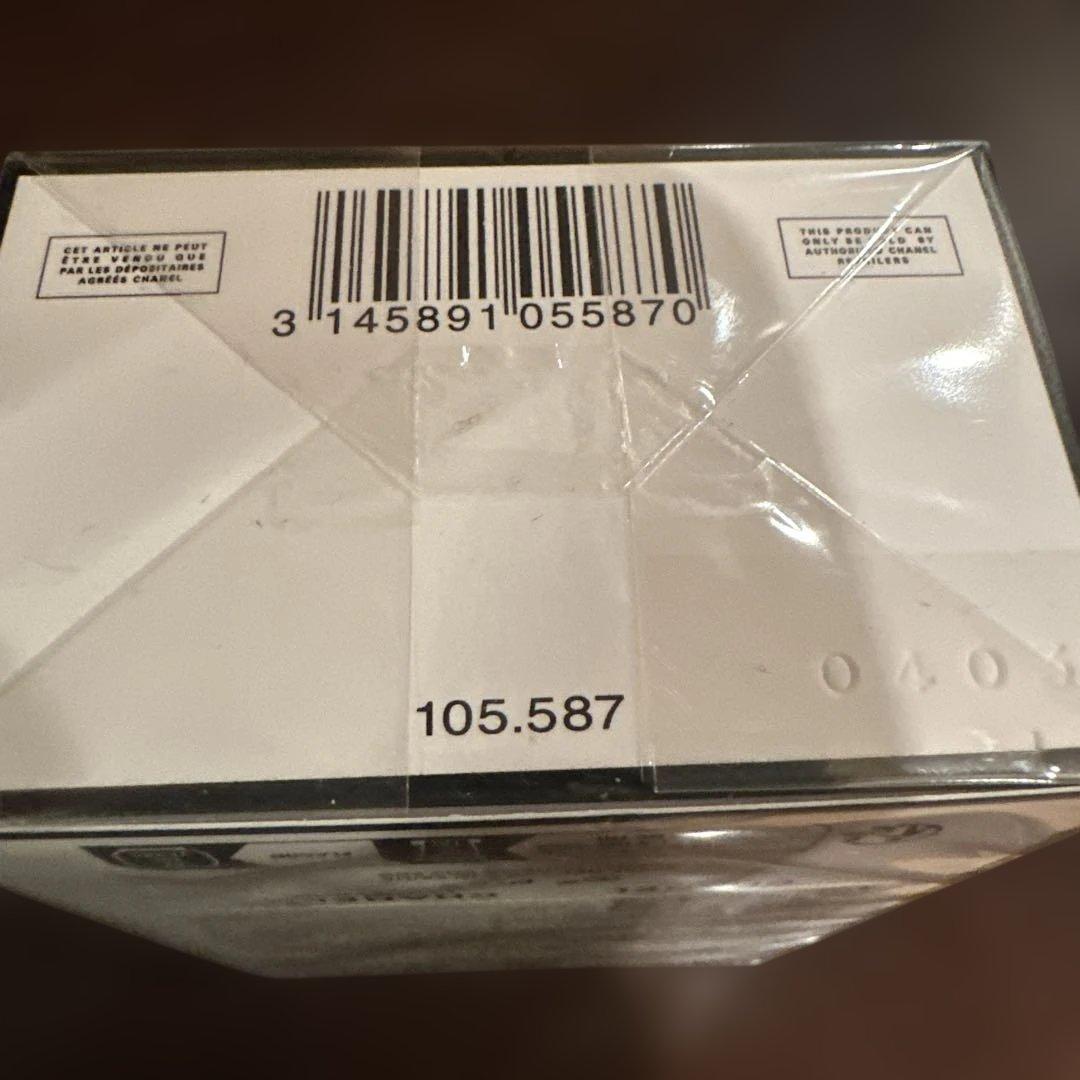 CET ARTICLE NE PEUT
ÊTRE VENDU QUE
PAR LES DÉPOSITAIRES
AGRÉÉS CHANEL
THIS PRODUCT CAN
ONLY BE SOLD BY
AUTHORIZED CHANEL
RETAILERS
3 145891 055870
105.587
040